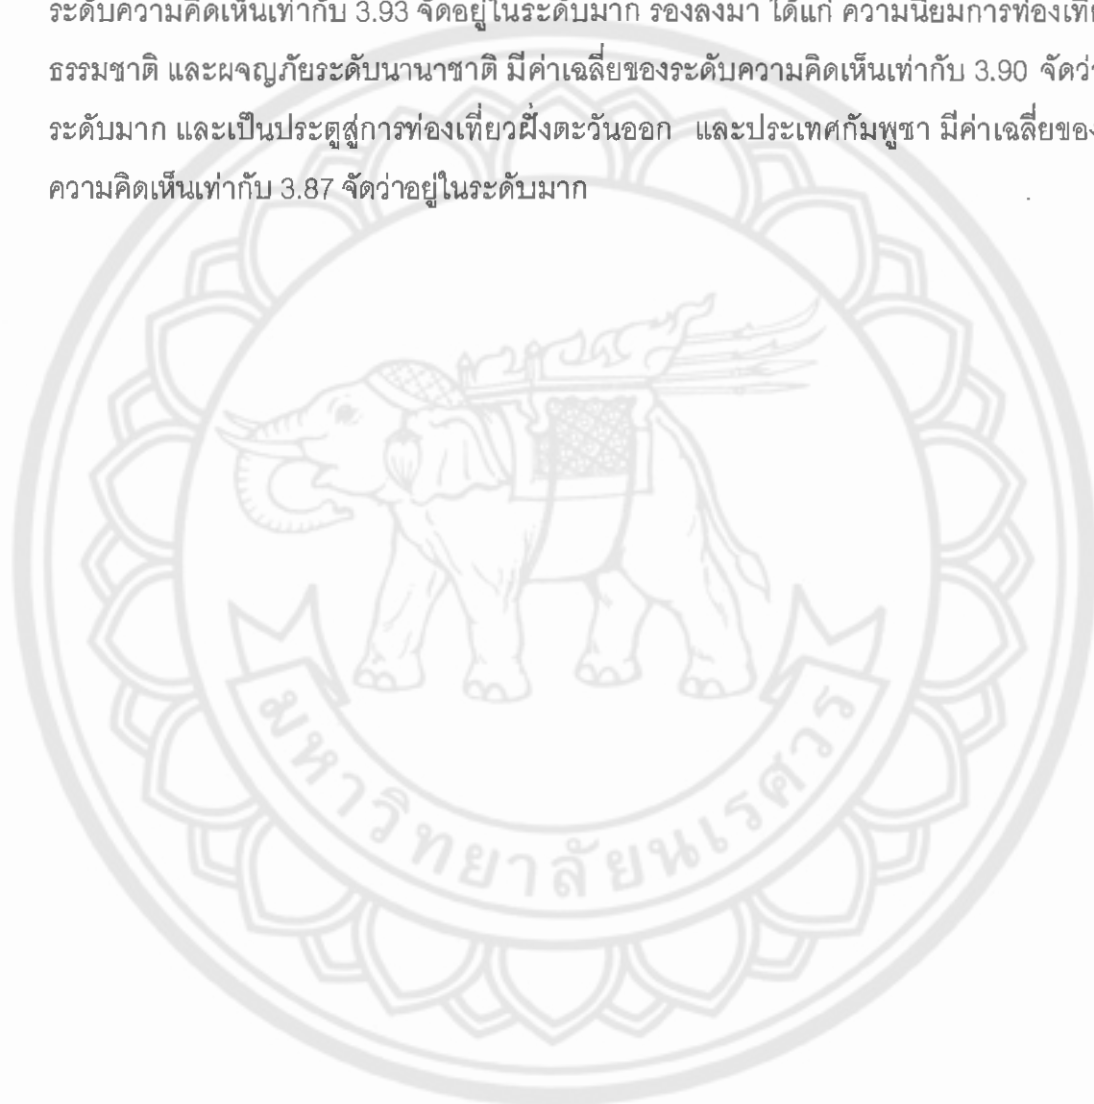 ระดับความคิดเห็นเท่ากับ 3.93 จัดอยู่ในระดับมาก รองลงมา ได้แก่ ความนิยมการท่องเที่ย
ธรรมชาติ และผจญภัยระดับนานาชาติ มีค่าเฉลี่ยของระดับความคิดเห็นเท่ากับ 3.90 จัดว่
ระดับมาก และเป็นประตูสู่การท่องเที่ยวฝั่งตะวันออก และประเทศกัมพูชา มีค่าเฉลี่ยของ
ความคิดเห็นเท่ากับ 3.87 จัดว่าอยู่ในระดับมาก
มหาวิทยาลัยนเรศวร